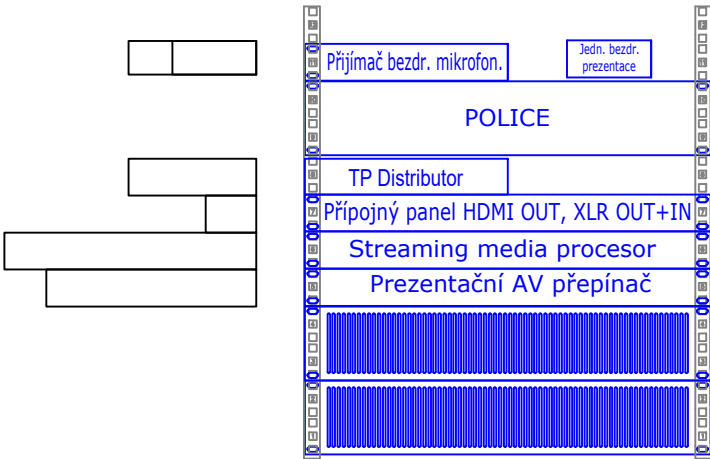 Přijímač bezdr. mikrofon.
Jedn. bezdr.
prezentace
POLICE
TP Distributor
Přípojný panel HDMI OUT, XLR OUT+IN
Streaming media procesor
Prezentační AV přepínač